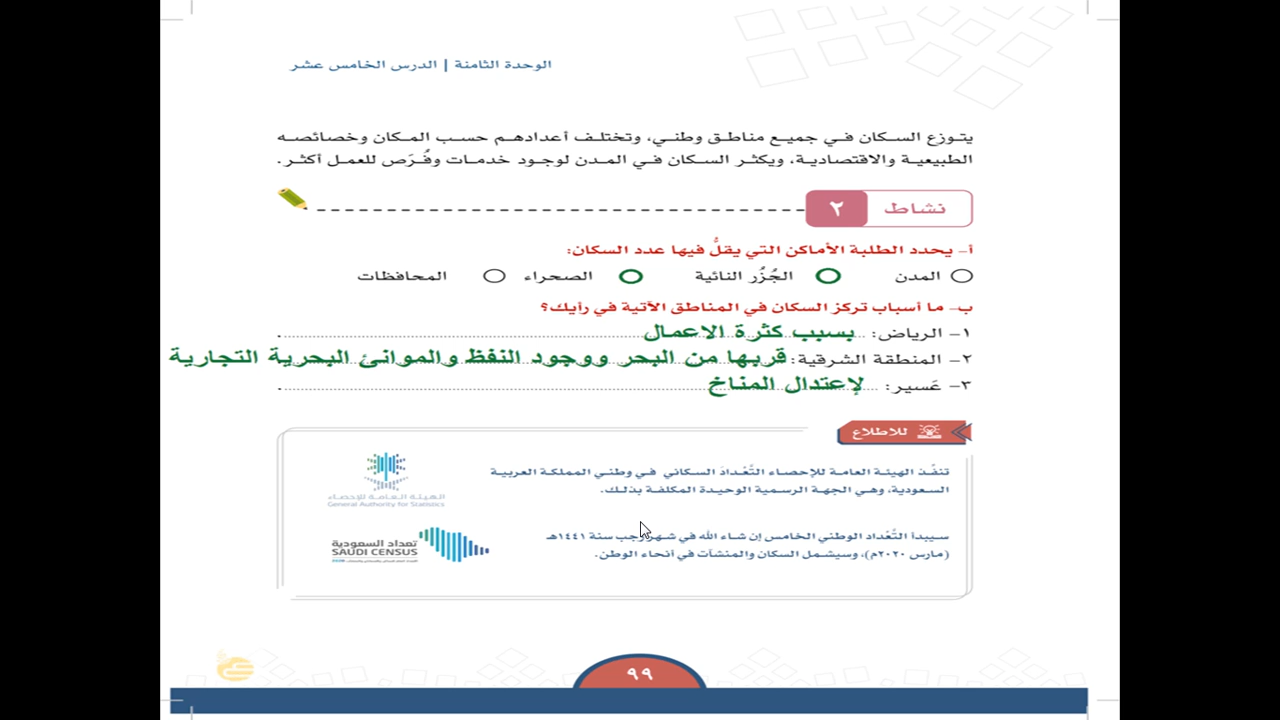 الوحدة الثامنة | الدرس الخامس عشر
يتوزع السكان في جميع مناطق وطني، وتختلف أعدادهم حسب المكان وخصائصه
الطبيعية والاقتصادية، ويكثر السكان في المدن لوجود خدمات وفُرَص للعمل أكثر.
نشاط ٢
أ- يحدد الطلبة الأماكن التي يقلُّ فيها عدد السكان:
المدن الجُزُر النائية الصحراء المحافظات
ب- ما أسباب تركز السكان في المناطق الآتية في رأيك؟
١- الرياض: بسبب كثرة الاعمال
٢- المنطقة الشرقية: قربها من البحر ووجود النفظ والموانئ البحرية التجارية
٣- عَسير: لإعتدال المناخ
للاطلاع
تنفِّذ الهيئة العامة للإحصاء التَّعْدادَ السكاني في وطني المملكة العربية
السعودية، وهي الجهة الرسمية الوحيدة المكلفة بذلك.
الهيئة العامة للإحصاء
General Authority for Statistics
سيبدأ التُّعداد الوطني الخامس إن شاء الله في شهر رجب سنة ١٤٤١هـ
(مارس ٢٠٢٠م)، وسيشمل السكان والمنشآت في أنحاء الوطن.
تعداد السعودية
SAUDI CENSUS
٩٩